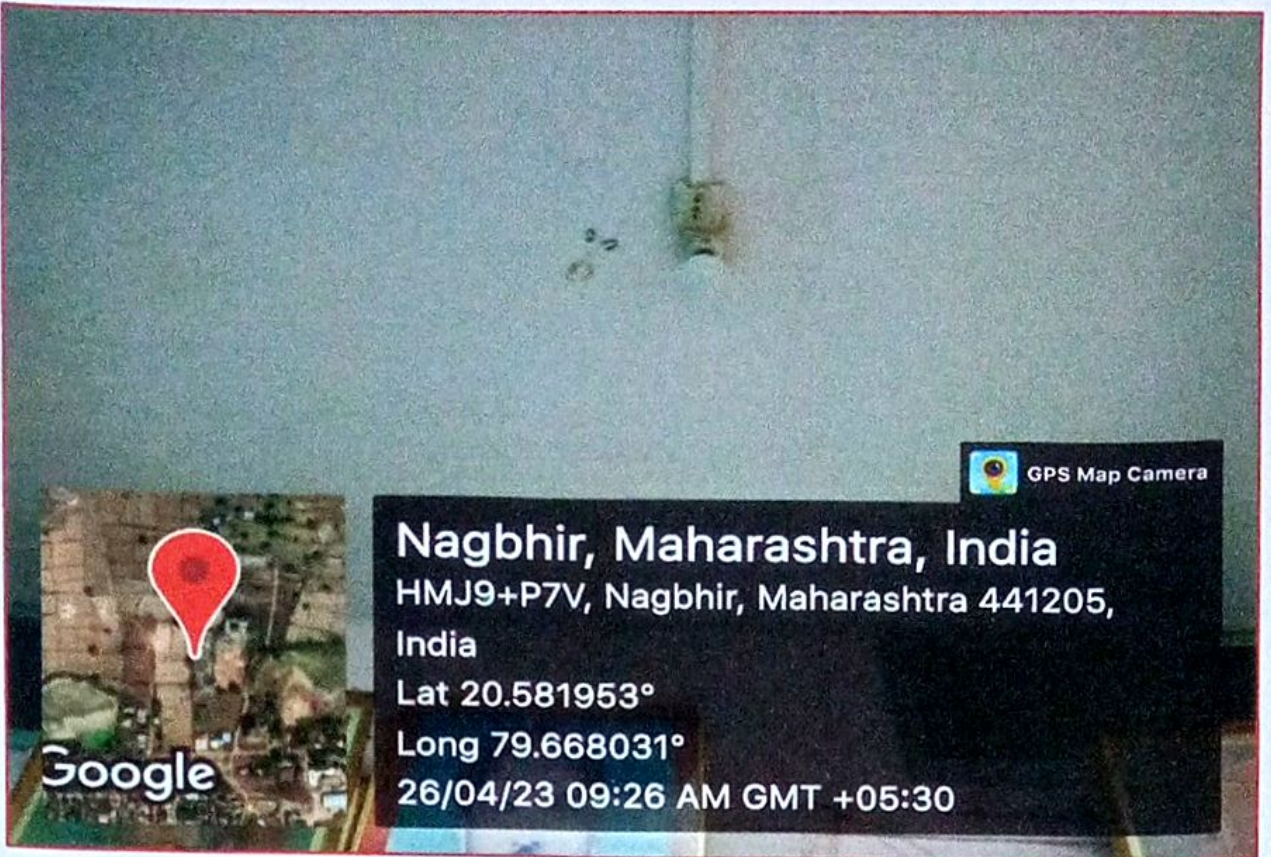 GPS Map Camera
Nagbhir, Maharashtra, India
HMJ9+P7V, Nagbhir, Maharashtra 441205,
India
Lat 20.581953°
Long 79.668031°
26/04/23 09:26 AM GMT +05:30
Google